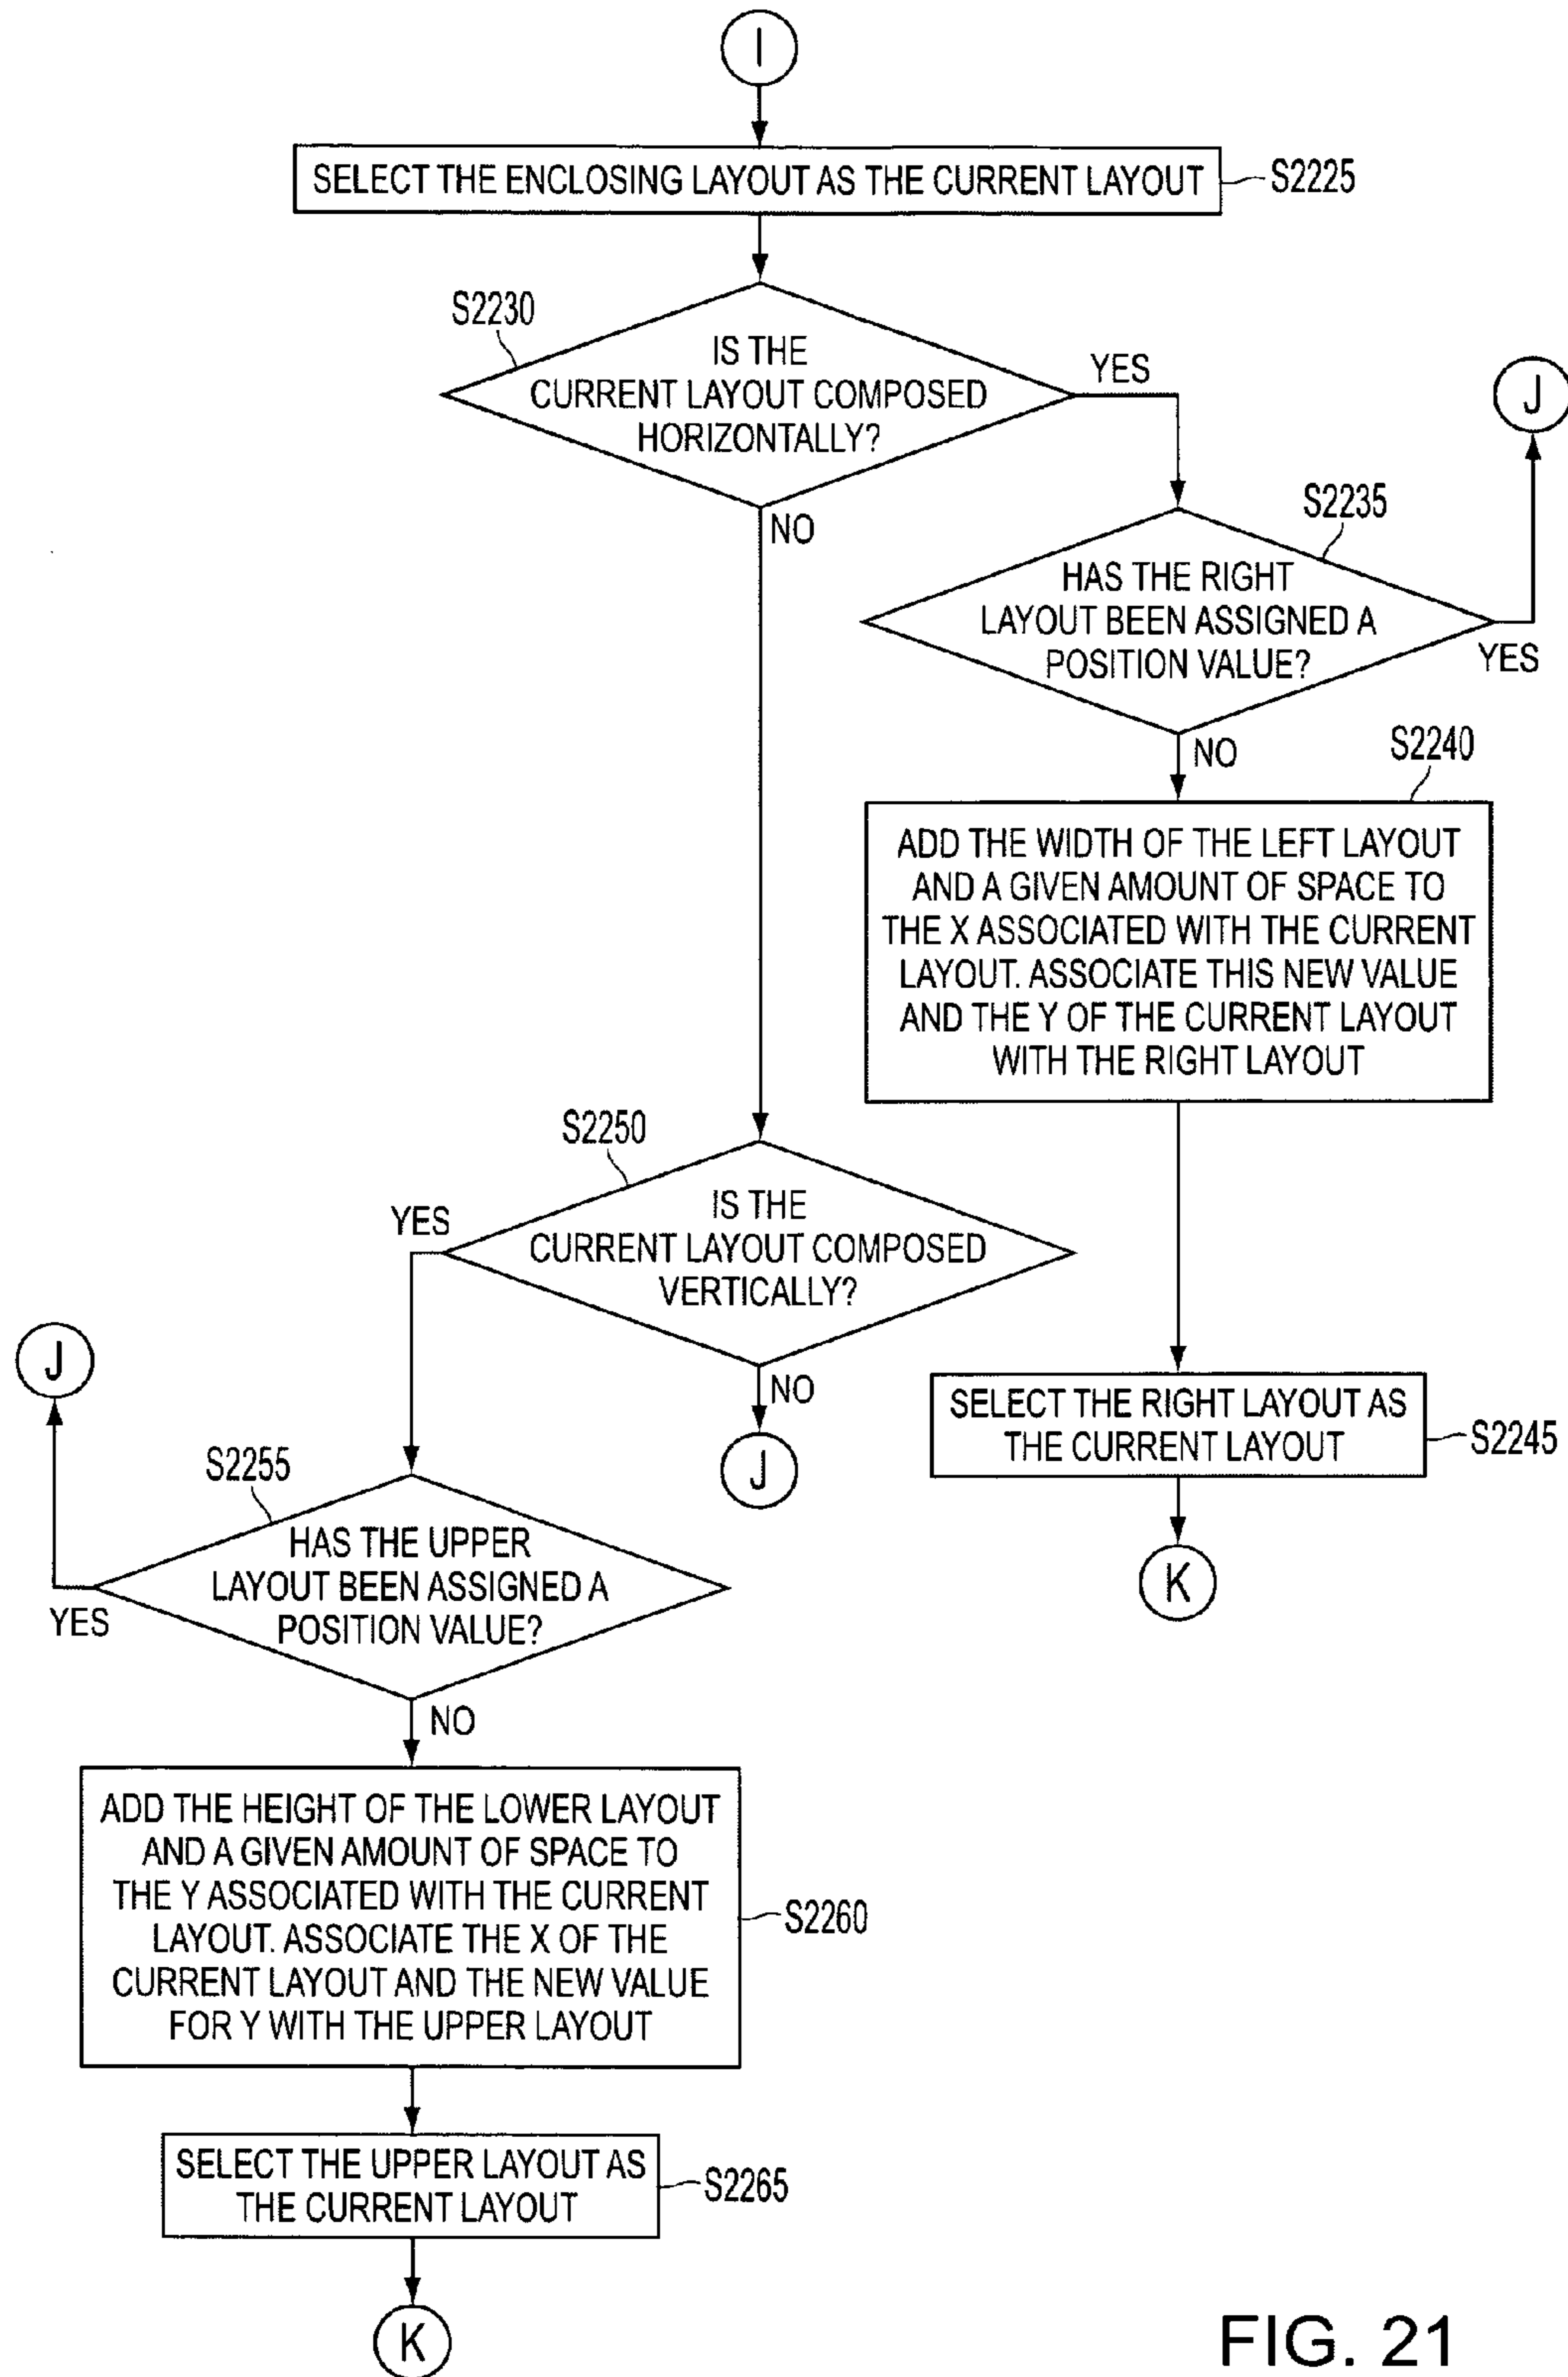 I
SELECT THE ENCLOSING LAYOUT AS THE CURRENT LAYOUT
S2225
S2230
IS THE
CURRENT LAYOUT COMPOSED
HORIZONTALLY?
YES
NO
J
S2235
HAS THE RIGHT
LAYOUT BEEN ASSIGNED A
POSITION VALUE?
YES
NO
S2240
ADD THE WIDTH OF THE LEFT LAYOUT
AND A GIVEN AMOUNT OF SPACE TO
THE X ASSOCIATED WITH THE CURRENT
LAYOUT. ASSOCIATE THIS NEW VALUE
AND THE Y OF THE CURRENT LAYOUT
WITH THE RIGHT LAYOUT
S2250
IS THE
CURRENT LAYOUT COMPOSED
VERTICALLY?
YES
NO
J
J
SELECT THE RIGHT LAYOUT AS
THE CURRENT LAYOUT
S2245
K
S2255
HAS THE UPPER
LAYOUT BEEN ASSIGNED A
POSITION VALUE?
YES
NO
ADD THE HEIGHT OF THE LOWER LAYOUT
AND A GIVEN AMOUNT OF SPACE TO
THE Y ASSOCIATED WITH THE CURRENT
LAYOUT. ASSOCIATE THE X OF THE
CURRENT LAYOUT AND THE NEW VALUE
FOR Y WITH THE UPPER LAYOUT
S2260
SELECT THE UPPER LAYOUT AS
THE CURRENT LAYOUT
S2265
K
FIG. 21